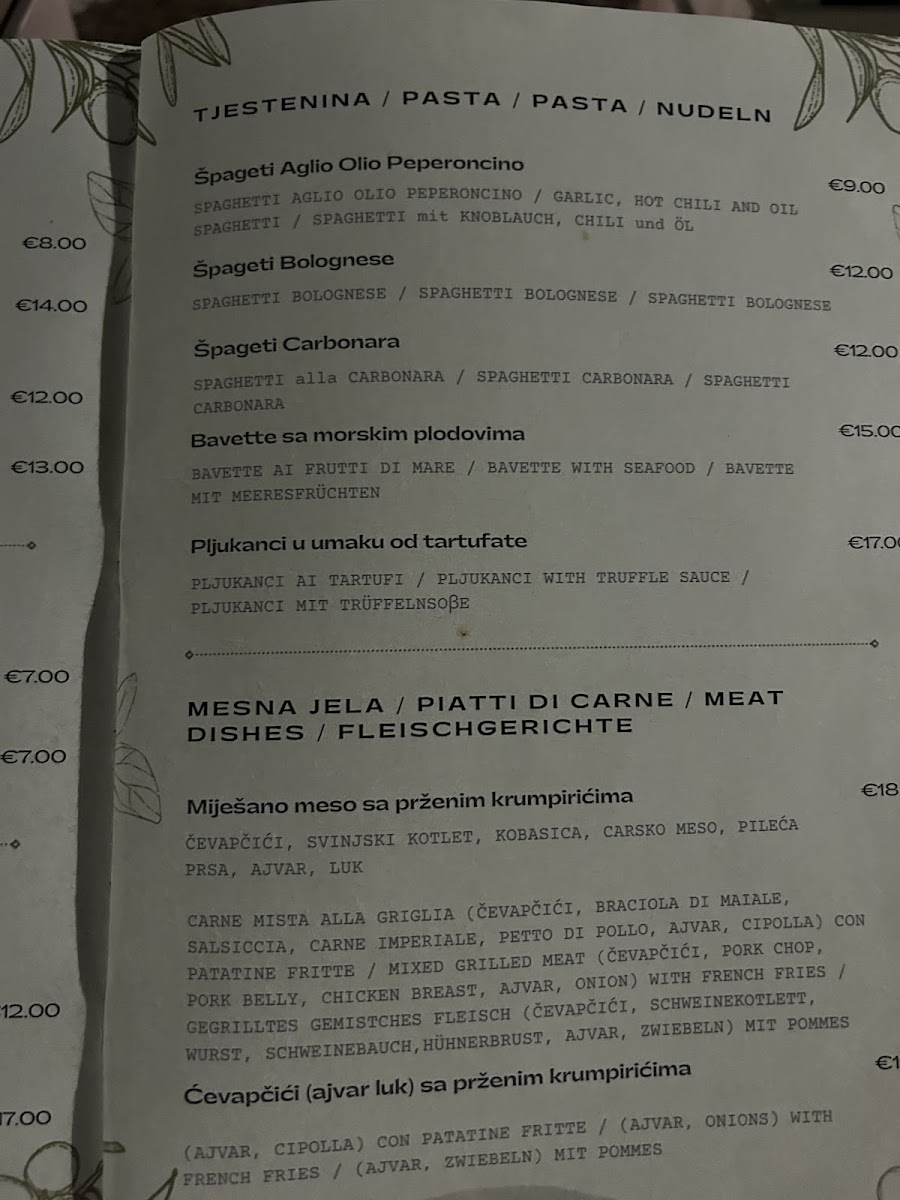 €8.00
€14.00
€12.00
€13.00
€7.00
€7.00
12.00
17.00
TJESTENINA / PASTA / PASTA / NUDELN
Špageti Aglio Olio Peperoncino €9.00
SPAGHETTI AGLIO OLIO PEPERONCINO / GARLIC, HOT CHILI AND OIL
SPAGHETTI / SPAGHETTI mit KNOBLAUCH, CHILI und ÖL
Špageti Bolognese €12.00
SPAGHETTI BOLOGNESE / SPAGHETTI BOLOGNESE / SPAGHETTI BOLOGNESE
Špageti Carbonara €12.00
SPAGHETTI alla CARBONARA / SPAGHETTI CARBONARA / SPAGHETTI
CARBONARA
Bavette sa morskim plodovima €15.00
BAVETTE AI FRUTTI DI MARE / BAVETTE WITH SEAFOOD / BAVETTE
MIT MEERESFRÜCHTEN
Pljukanci u umaku od tartufate €17.0
PLJUKANCI AI TARTUFI / PLJUKANCI WITH TRUFFLE SAUCE /
PLJUKANCI MIT TRÜFFELNSOβE
MESNA JELA / PIATTI DI CARNE / MEAT
DISHES / FLEISCHGERICHTE
Miješano meso sa prženim krumpirićima €18
ČEVAPČIĆI, SVINJSKI KOTLET, KOBASICA, CARSKO MESO, PILEĆA
PRSA, AJVAR, LUK
CARNE MISTA ALLA GRIGLIA (ČEVAPČIĆI, BRACIOLA DI MAIALE,
SALSICCIA, CARNE IMPERIALE, PETTO DI POLLO, AJVAR, CIPOLLA) CON
PATATINE FRITTE / MIXED GRILLED MEAT (ČEVAPČIĆI, PORK CHOP,
PORK BELLY, CHICKEN BREAST, AJVAR, ONION) WITH FRENCH FRIES /
GEGRILLTES GEMISTCHES FLEISCH (ČEVAPČIĆI, SCHWEINEKOTLETT,
WURST, SCHWEINEBAUCH,HÜHNERBRUST, AJVAR, ZWIEBELN) MIT POMMES
Ćevapčići (ajvar luk) sa prženim krumpirićima €1
(AJVAR, CIPOLLA) CON PATATINE FRITTE / (AJVAR, ONIONS) WITH
FRENCH FRIES / (AJVAR, ZWIEBELN) MIT POMMES